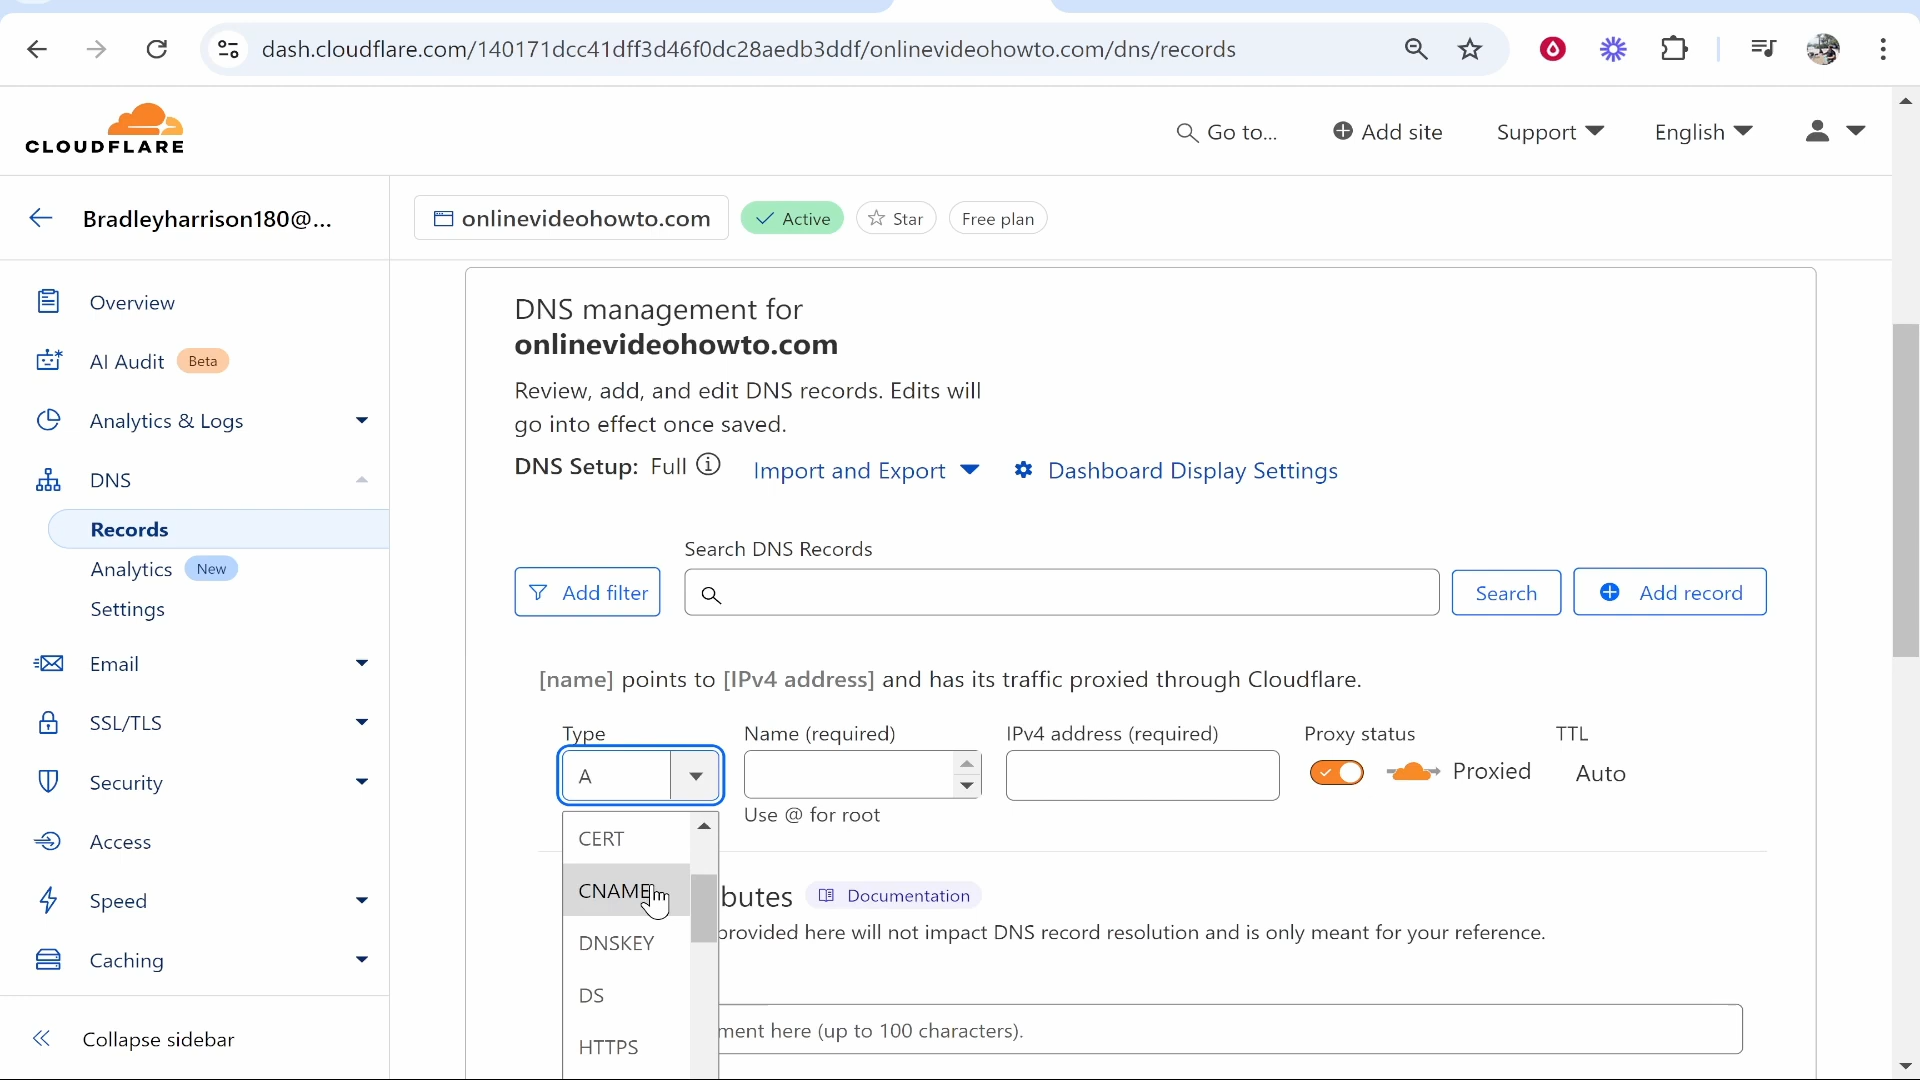 dash.cloudflare.com/140171dcc41dff3d46f0dc28aedb3ddf/onlinevideohowto.com/dns/records
CLOUDFLARE
Go to...
Add site
Support
English
Bradleyharrison180@...
onlinevideohowto.com
Active
Star
Free plan
Overview
AI Audit Beta
Analytics & Logs
DNS
Records
Analytics New
Settings
Email
SSL/TLS
Security
Access
Speed
Caching
Collapse sidebar
DNS management for
onlinevideohowto.com
Review, add, and edit DNS records. Edits will
go into effect once saved.
DNS Setup: Full
Import and Export
Dashboard Display Settings
Search DNS Records
Add filter
Search
Add record
[name] points to [IPv4 address] and has its traffic proxied through Cloudflare.
Type
Name (required)
IPv4 address (required)
Proxy status
TTL
A
Proxied
Auto
Use @ for root
CERT
CNAME
DNSKEY
DS
HTTPS
butes
Documentation
provided here will not impact DNS record resolution and is only meant for your reference.
ment here (up to 100 characters).